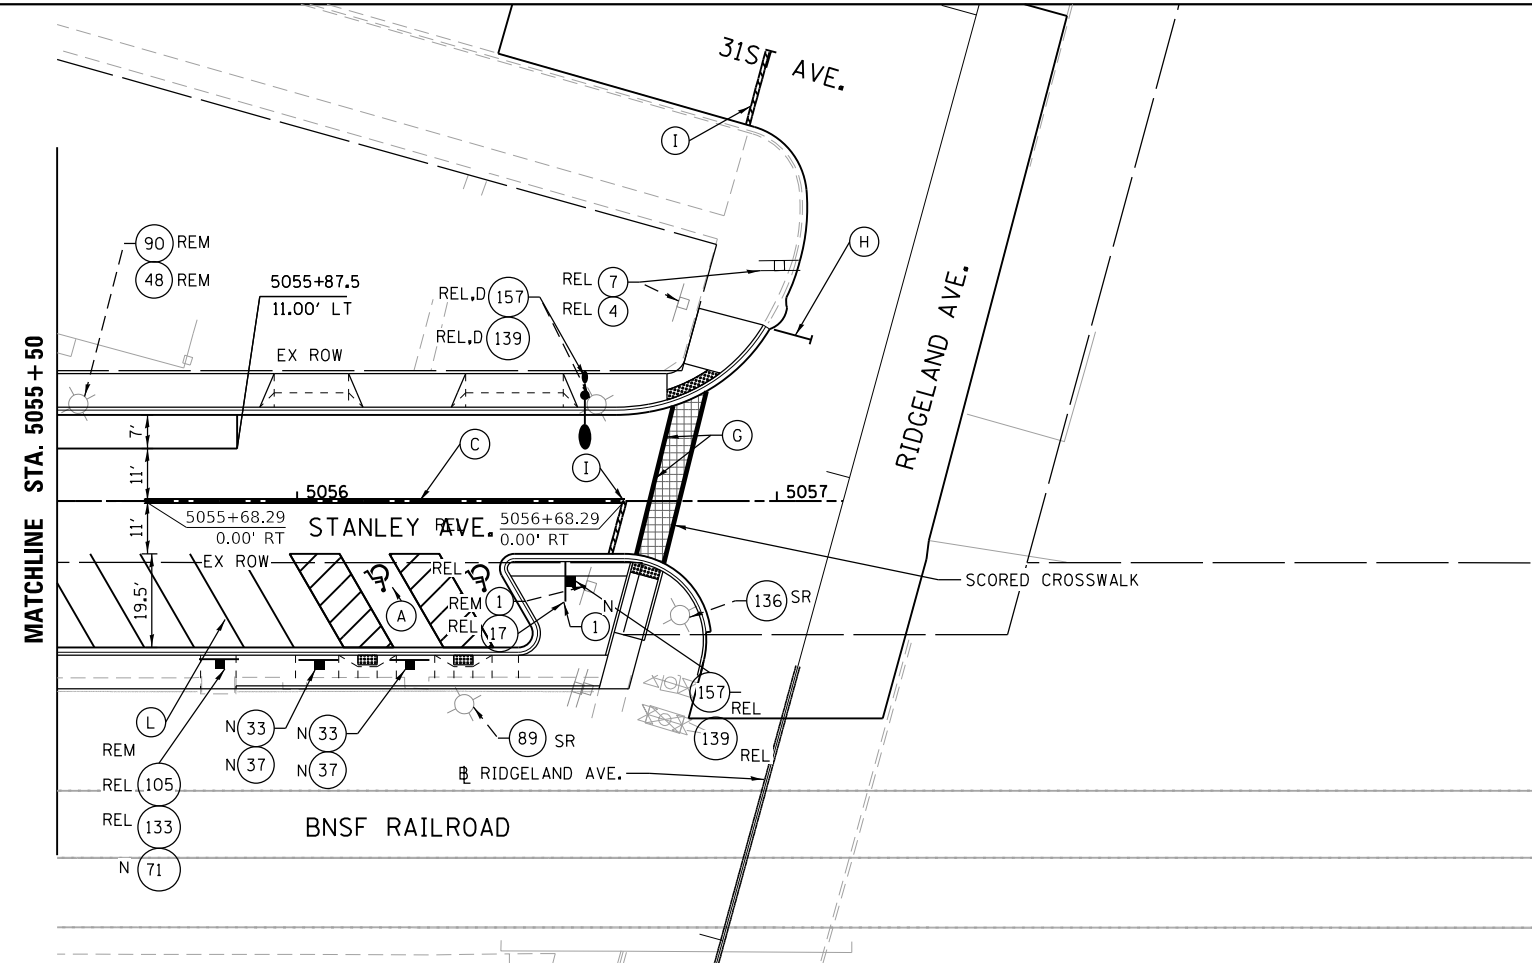 31ST AVE.
I
H
90 REM
48 REM
5055+87.5
11.00' LT
REL,D 157
REL,D 139
REL 7
REL 4
EX ROW
RIDGELAND AVE.
MATCHLINE STA. 5055+50
7'
11'
C
G
I
5056
5057
11'
5055+68.29
0.00' RT
STANLEY AVE.
REL
5056+68.29
0.00' RT
EX ROW
REL
19.5'
SCORED CROSSWALK
A
REM 1
N
REL 17
1
136 SR
L
N 33
N 37
N 33
N 37
89 SR
157 REL
139 REL
REM
REL 105
REL 133
N 71
℄ RIDGELAND AVE.
BNSF RAILROAD